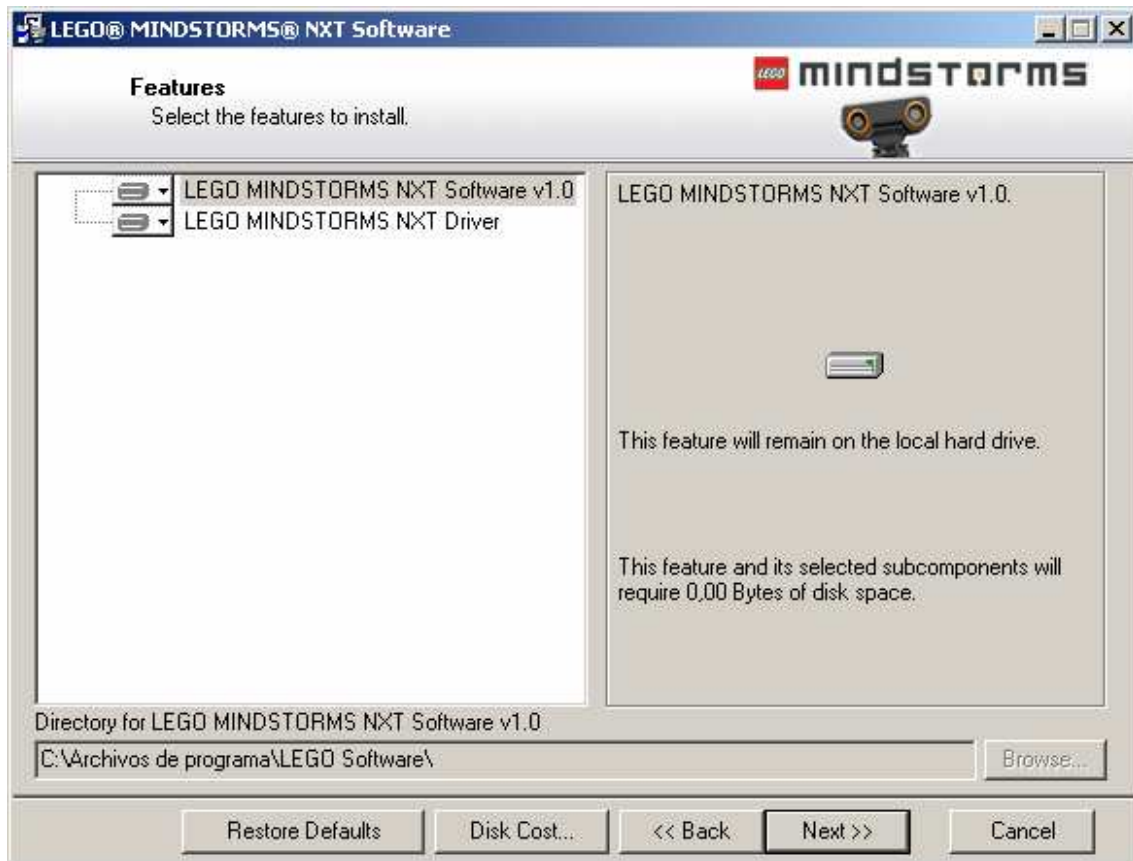 LEGO® MINDSTORMS® NXT Software
LEGO mindstorms
Features
Select the features to install.
LEGO MINDSTORMS NXT Software v1.0
LEGO MINDSTORMS NXT Driver
LEGO MINDSTORMS NXT Software v1.0.
This feature will remain on the local hard drive.
This feature and its selected subcomponents will
require 0,00 Bytes of disk space.
Directory for LEGO MINDSTORMS NXT Software v1.0
C:\Archivos de programa\LEGO Software\
Browse...
Restore Defaults
Disk Cost...
<< Back
Next >>
Cancel